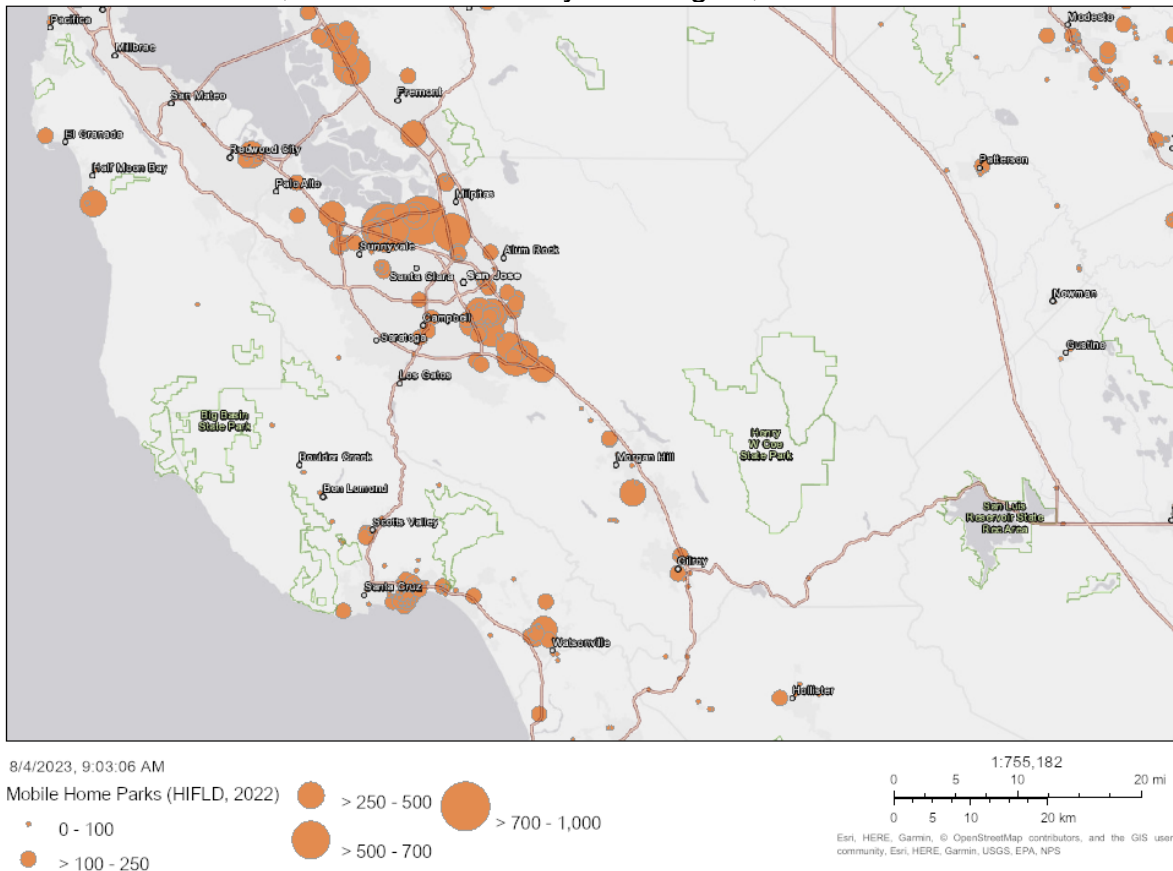 Pacifica
Millbrae
San Mateo
Fremont
Modesto
El Granada
Redwood City
Half Moon Bay
Palo Alto
Milpitas
Patterson
Sunnyvale
Alum Rock
Santa Clara
San Jose
Newman
Campbell
Saratoga
Gustine
Los Gatos
Big Basin
State Park
Henry
W Coe
State Park
Boulder Creek
Morgan Hill
Ben Lomond
San Luis
Reservoir State
Rec Area
Scotts Valley
Gilroy
Santa Cruz
Watsonville
Hollister
8/4/2023, 9:03:06 AM
Mobile Home Parks (HIFLD, 2022)
0 - 100
> 100 - 250
> 250 - 500
> 500 - 700
> 700 - 1,000
1:755,182
0 5 10 20 mi
0 5 10 20 km
Esri, HERE, Garmin, © OpenStreetMap contributors, and the GIS user
community, Esri, HERE, Garmin, USGS, EPA, NPS